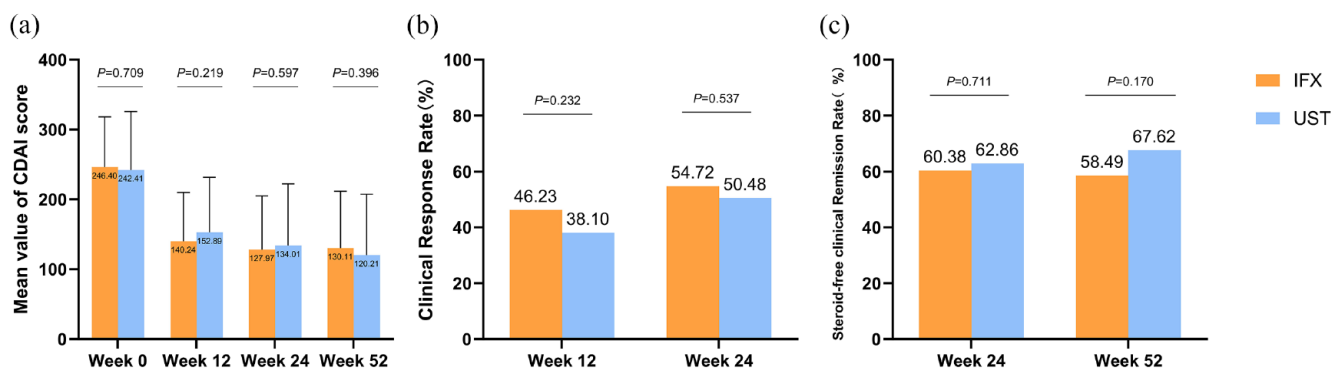 (a)
Mean value of CDAI score
400
300
200
100
0
P=0.709
P=0.219
P=0.597
P=0.396
246.40
242.41
140.24
152.89
127.97
134.01
130.11
120.21
Week 0
Week 12
Week 24
Week 52
(b)
Clinical Response Rate(%)
100
80
60
40
20
0
P=0.232
P=0.537
46.23
38.10
54.72
50.48
Week 12
Week 24
(c)
Steroid-free clinical Remission Rate( %)
100
80
60
40
20
0
P=0.711
P=0.170
60.38
62.86
58.49
67.62
Week 24
Week 52
IFX
UST